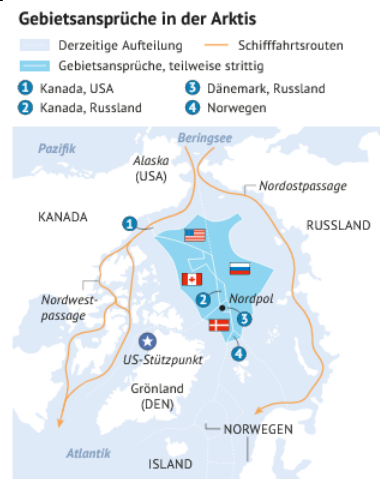 Gebietsansprüche in der Arktis
Derzeitige Aufteilung
Schifffahrtsrouten
Gebietsansprüche, teilweise strittig
1 Kanada, USA
3 Dänemark, Russland
2 Kanada, Russland
4 Norwegen
Pazifik
Beringsee
Alaska
(USA)
Nordostpassage
KANADA
RUSSLAND
1
Nordwest-
passage
2
Nordpol
3
4
US-Stützpunkt
Grönland
(DEN)
NORWEGEN
Atlantik
ISLAND